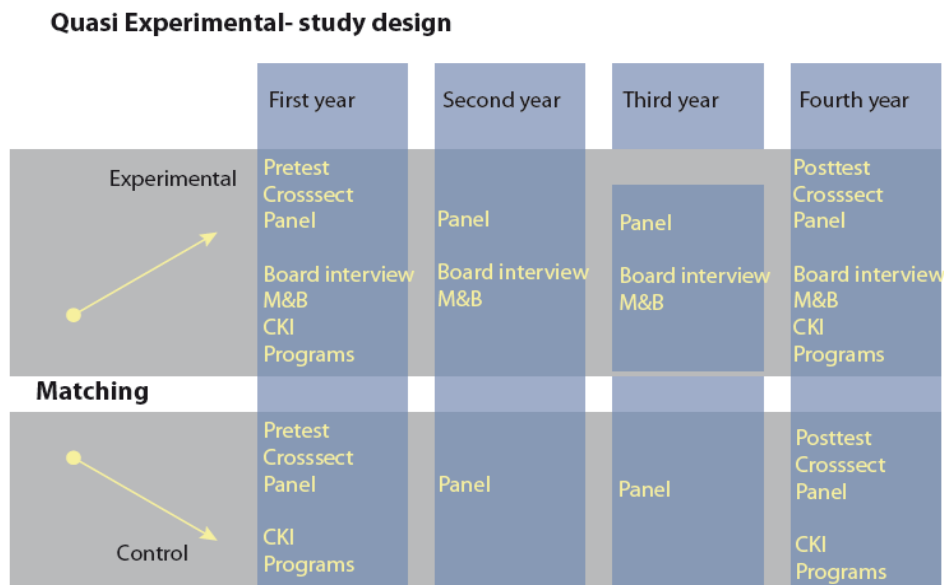 Quasi Experimental- study design
First year
Second year
Third year
Fourth year
Experimental
Pretest
Crosssect
Panel
Board interview
M&B
CKI
Programs
Panel
Board interview
M&B
Panel
Board interview
M&B
Posttest
Crosssect
Panel
Board interview
M&B
CKI
Programs
Matching
Control
Pretest
Crosssect
Panel
CKI
Programs
Panel
Panel
Posttest
Crosssect
Panel
CKI
Programs